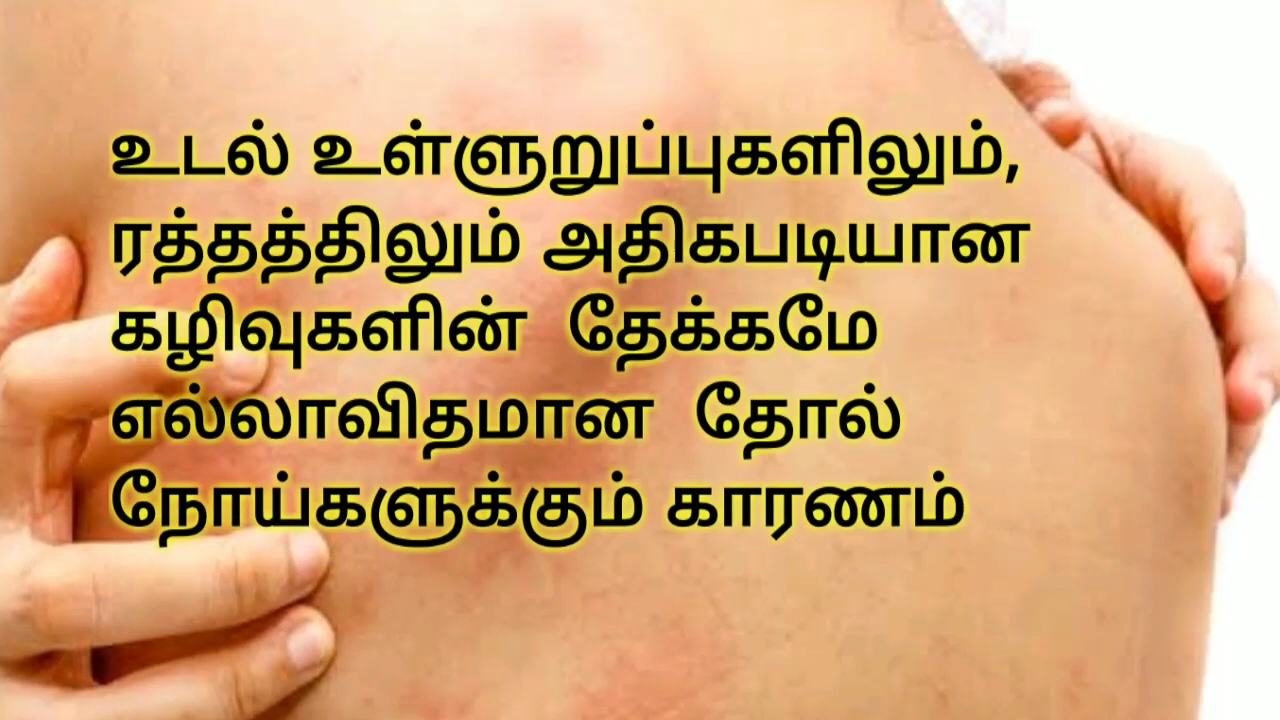 உடல் உள்ளுறுப்புகளிலும்,
ரத்தத்திலும் அதிகபடியான
கழிவுகளின் தேக்கமே
எல்லாவிதமான தோல்
நோய்களுக்கும் காரணம்